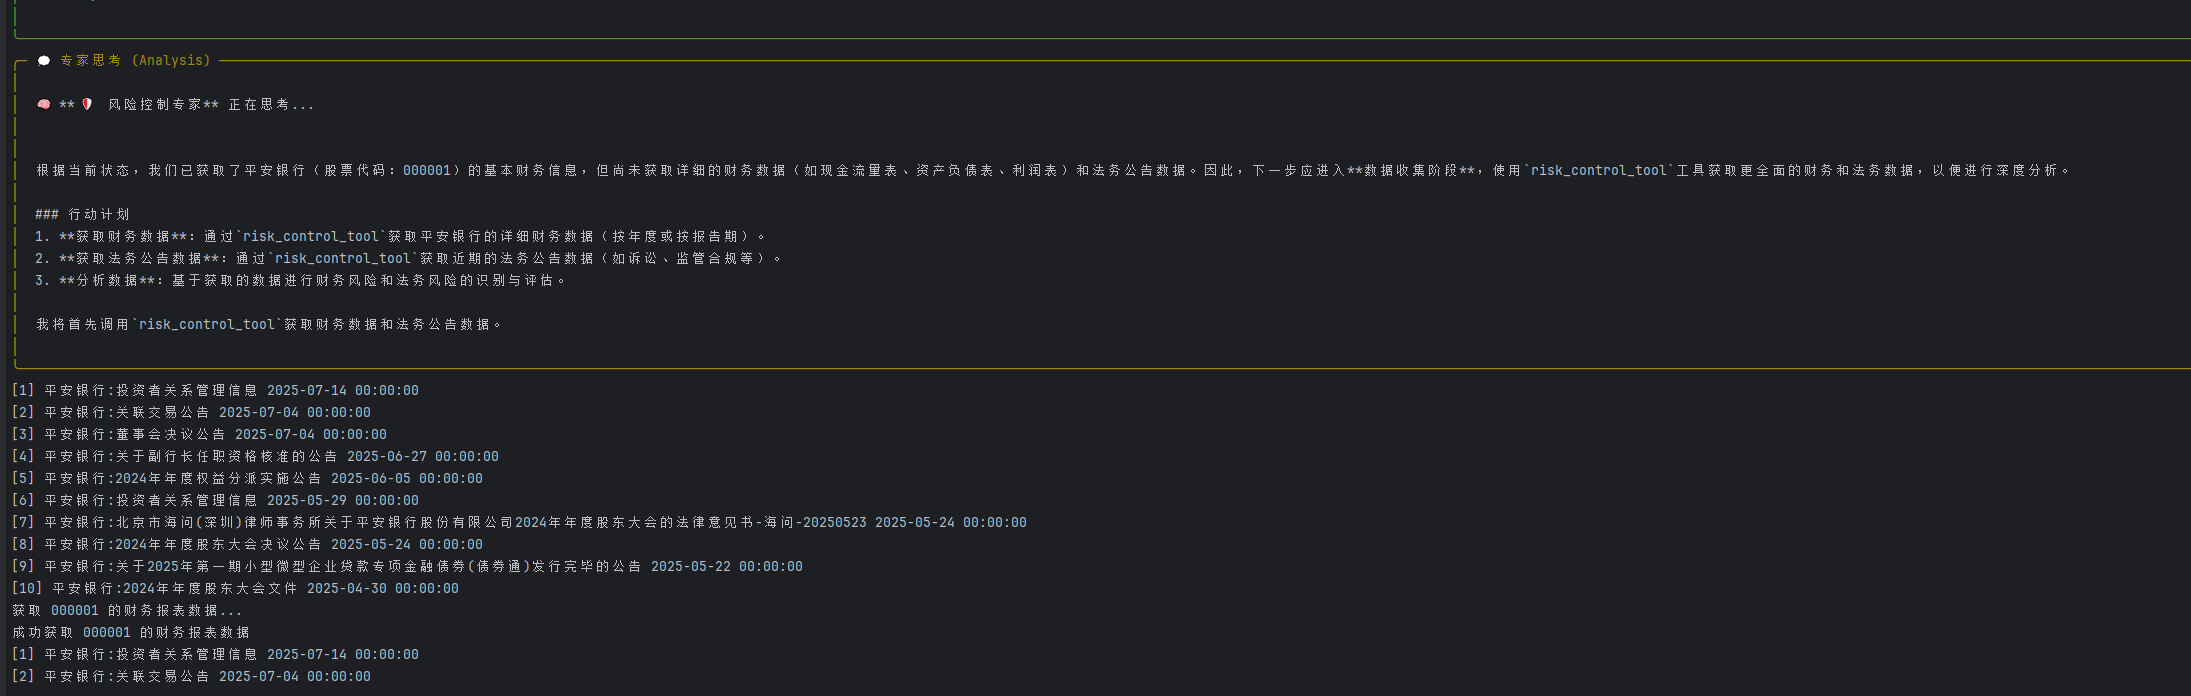 专家思考 (Analysis)
** 风险控制专家** 正在思考...
根据当前状态，我们已获取了平安银行（股票代码：000001）的基本财务信息，但尚未获取详细的财务数据（如现金流量表、资产负债表、利润表）和法务公告数据。因此，下一步应进入**数据收集阶段**，使用`risk_control_tool`工具获取更全面的财务和法务数据，以便进行深度分析。
### 行动计划
1. **获取财务数据**: 通过`risk_control_tool`获取平安银行的详细财务数据（按年度或按报告期）。
2. **获取法务公告数据**: 通过`risk_control_tool`获取近期的法务公告数据（如诉讼、监管合规等）。
3. **分析数据**: 基于获取的数据进行财务风险和法务风险的识别与评估。
我将首先调用`risk_control_tool`获取财务数据和法务公告数据。
[1] 平安银行:投资者关系管理信息 2025-07-14 00:00:00
[2] 平安银行:关联交易公告 2025-07-04 00:00:00
[3] 平安银行:董事会决议公告 2025-07-04 00:00:00
[4] 平安银行:关于副行长任职资格核准的公告 2025-06-27 00:00:00
[5] 平安银行:2024年年度权益分派实施公告 2025-06-05 00:00:00
[6] 平安银行:投资者关系管理信息 2025-05-29 00:00:00
[7] 平安银行:北京市海问(深圳)律师事务所关于平安银行股份有限公司2024年年度股东大会的法律意见书-海问-20250523 2025-05-24 00:00:00
[8] 平安银行:2024年年度股东大会决议公告 2025-05-24 00:00:00
[9] 平安银行:关于2025年第一期小型微型企业贷款专项金融债券(债券通)发行完毕的公告 2025-05-22 00:00:00
[10] 平安银行:2024年年度股东大会文件 2025-04-30 00:00:00
获取 000001 的财务报表数据...
成功获取 000001 的财务报表数据
[1] 平安银行:投资者关系管理信息 2025-07-14 00:00:00
[2] 平安银行:关联交易公告 2025-07-04 00:00:00